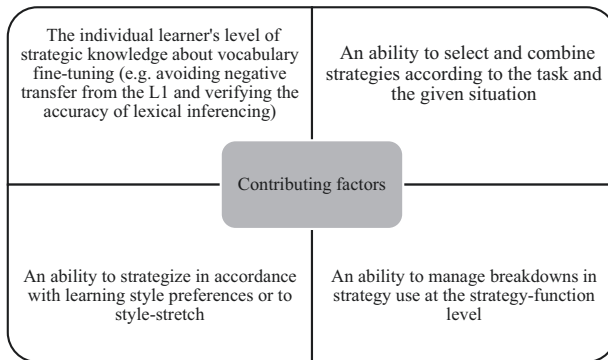 The individual learner's level of
strategic knowledge about vocabulary
fine-tuning (e.g. avoiding negative
transfer from the L1 and verifying the
accuracy of lexical inferencing)
An ability to select and combine
strategies according to the task and
the given situation
Contributing factors
An ability to strategize in accordance
with learning style preferences or to
style-stretch
An ability to manage breakdowns in
strategy use at the strategy-function
level